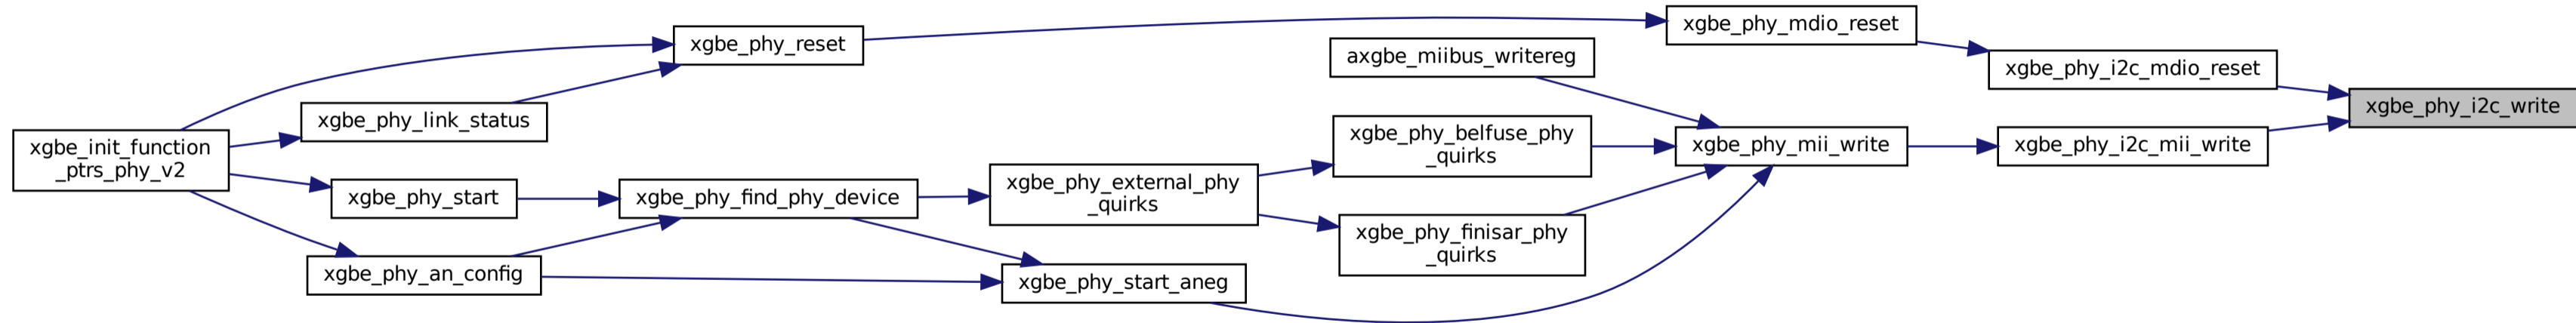 xgbe_init_function
_ptrs_phy_v2
xgbe_phy_reset
xgbe_phy_link_status
xgbe_phy_start
xgbe_phy_an_config
xgbe_phy_find_phy_device
xgbe_phy_external_phy
_quirks
xgbe_phy_start_aneg
axgbe_miibus_writereg
xgbe_phy_belfuse_phy
_quirks
xgbe_phy_finisar_phy
_quirks
xgbe_phy_mdio_reset
xgbe_phy_mii_write
xgbe_phy_i2c_mdio_reset
xgbe_phy_i2c_mii_write
xgbe_phy_i2c_write